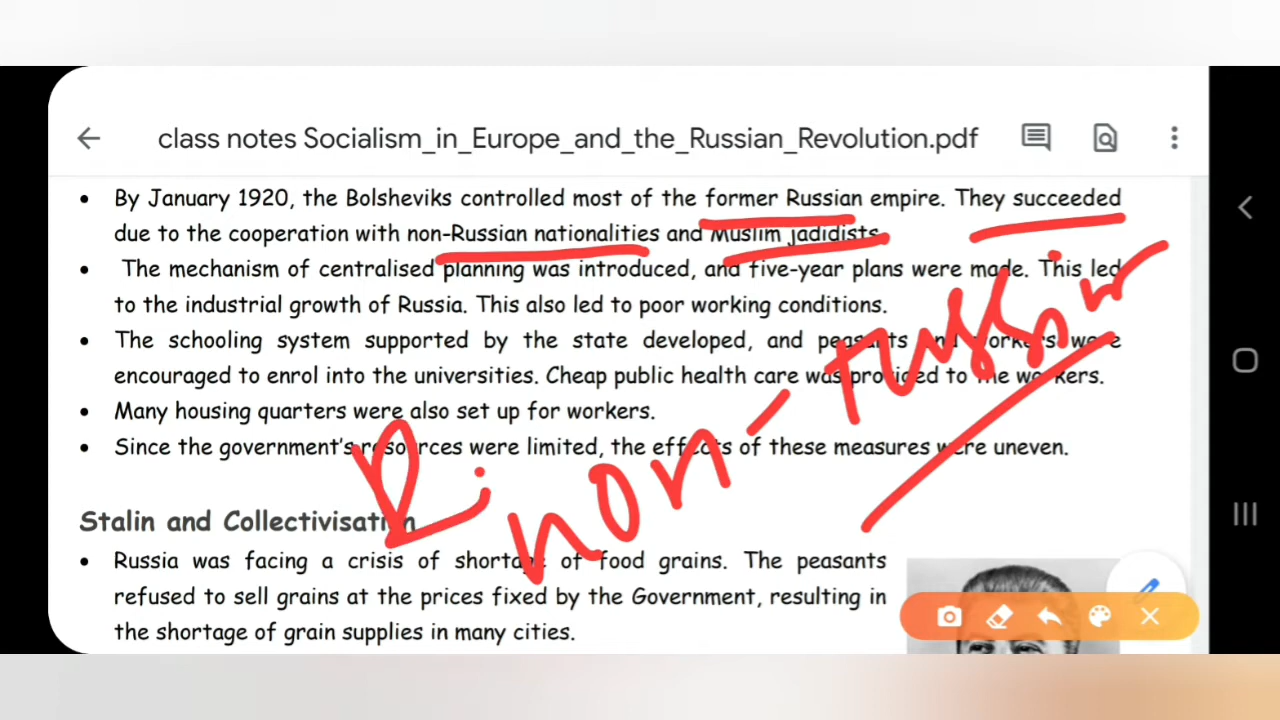 class notes Socialism_in_Europe_and_the_Russian_Revolution.pdf
• By January 1920, the Bolsheviks controlled most of the former Russian empire. They succeeded
due to the cooperation with non-Russian nationalities and Muslim jadidists.
• The mechanism of centralised planning was introduced, and five-year plans were made. This led
to the industrial growth of Russia. This also led to poor working conditions.
• The schooling system supported by the state developed, and peasants and workers were
encouraged to enrol into the universities. Cheap public health care was provided to the workers.
• Many housing quarters were also set up for workers.
• Since the government's resources were limited, the effects of these measures were uneven.
R. non-russian
Stalin and Collectivisation
• Russia was facing a crisis of shortage of food grains. The peasants
refused to sell grains at the prices fixed by the Government, resulting in
the shortage of grain supplies in many cities.